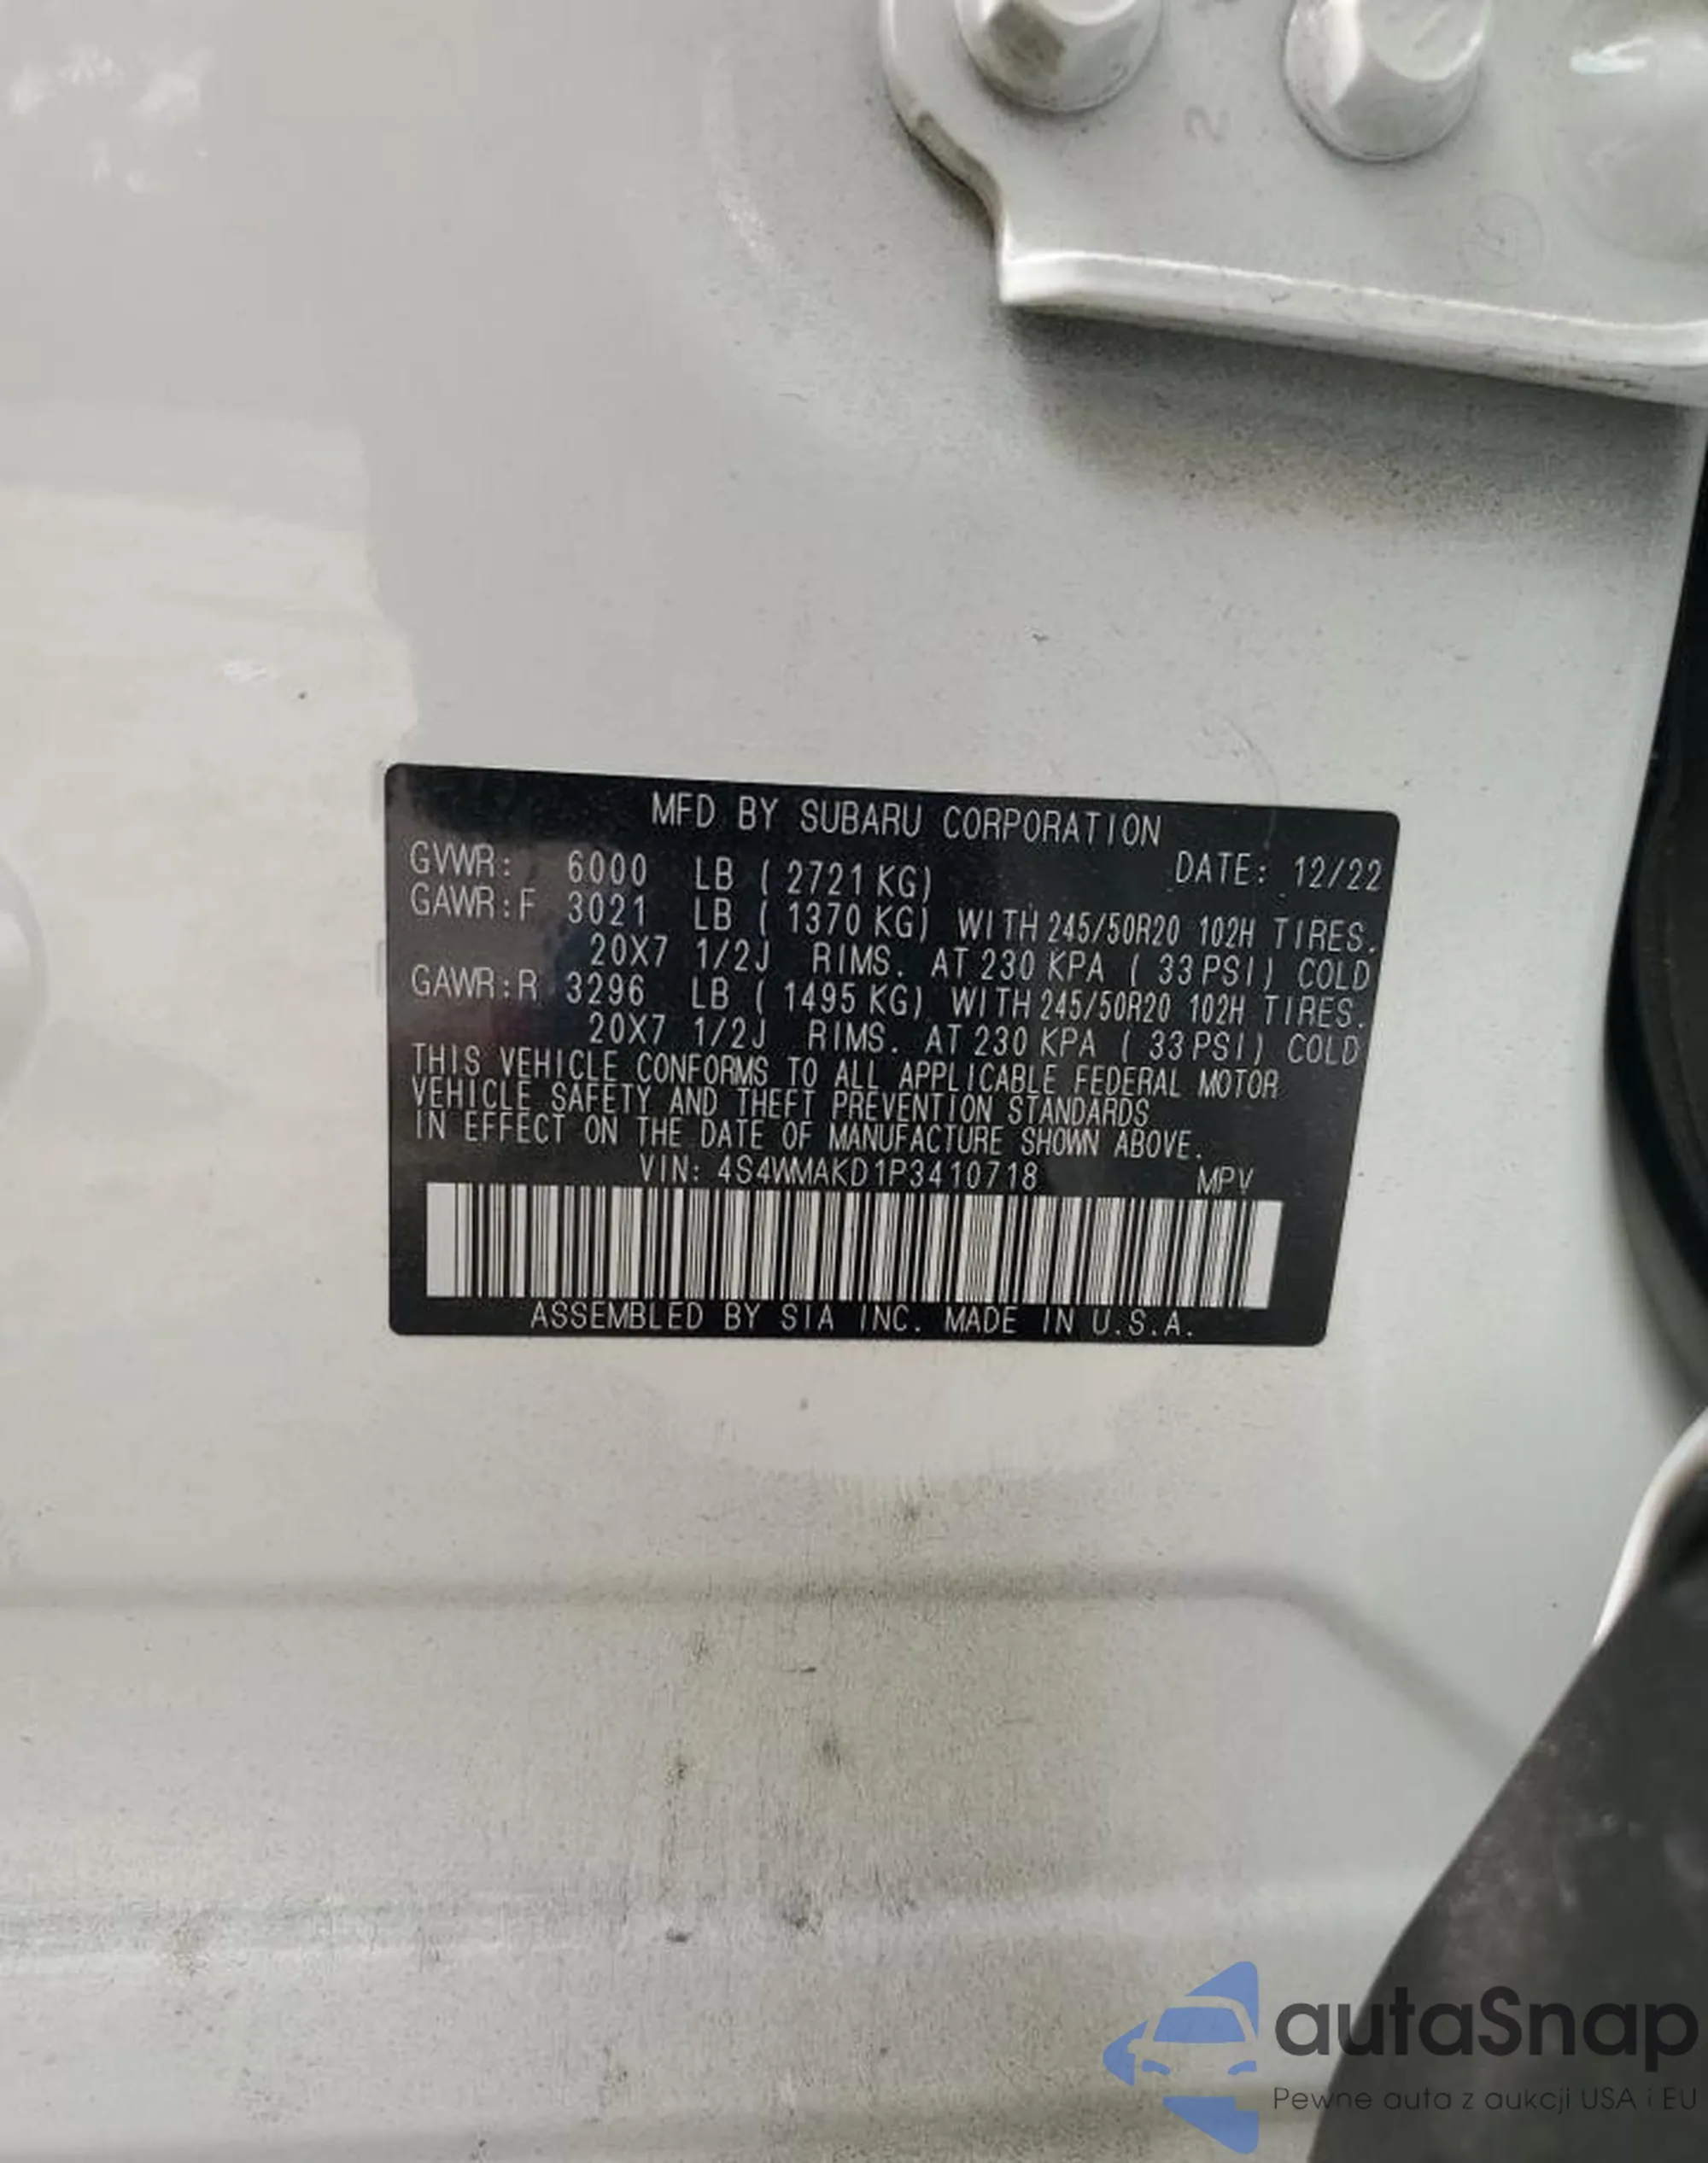 MFD BY SUBARU CORPORATION
GVWR: 6000 LB ( 2721 KG) DATE: 12/22
GAWR:F 3021 LB ( 1370 KG) WITH 245/50R20 102H TIRES.
20X7 1/2J RIMS. AT 230 KPA ( 33 PSI) COLD
GAWR:R 3296 LB ( 1495 KG) WITH 245/50R20 102H TIRES.
20X7 1/2J RIMS. AT 230 KPA ( 33 PSI) COLD
THIS VEHICLE CONFORMS TO ALL APPLICABLE FEDERAL MOTOR
VEHICLE SAFETY AND THEFT PREVENTION STANDARDS
IN EFFECT ON THE DATE OF MANUFACTURE SHOWN ABOVE.
VIN: 4S4WMAKD1P3410718 MPV
ASSEMBLED BY SIA INC. MADE IN U.S.A.
autaSnap
Pewne auta z aukcji USA i EU